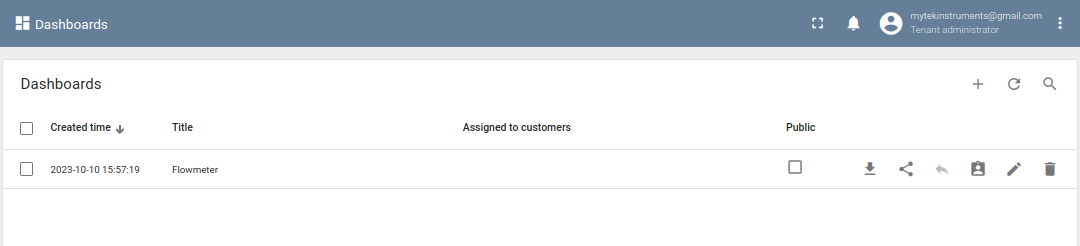 Dashboards
mytekinstruments@gmail.com
Tenant administrator
Dashboards
Created time Title Assigned to customers Public
2023-10-10 15:57:19 Flowmeter